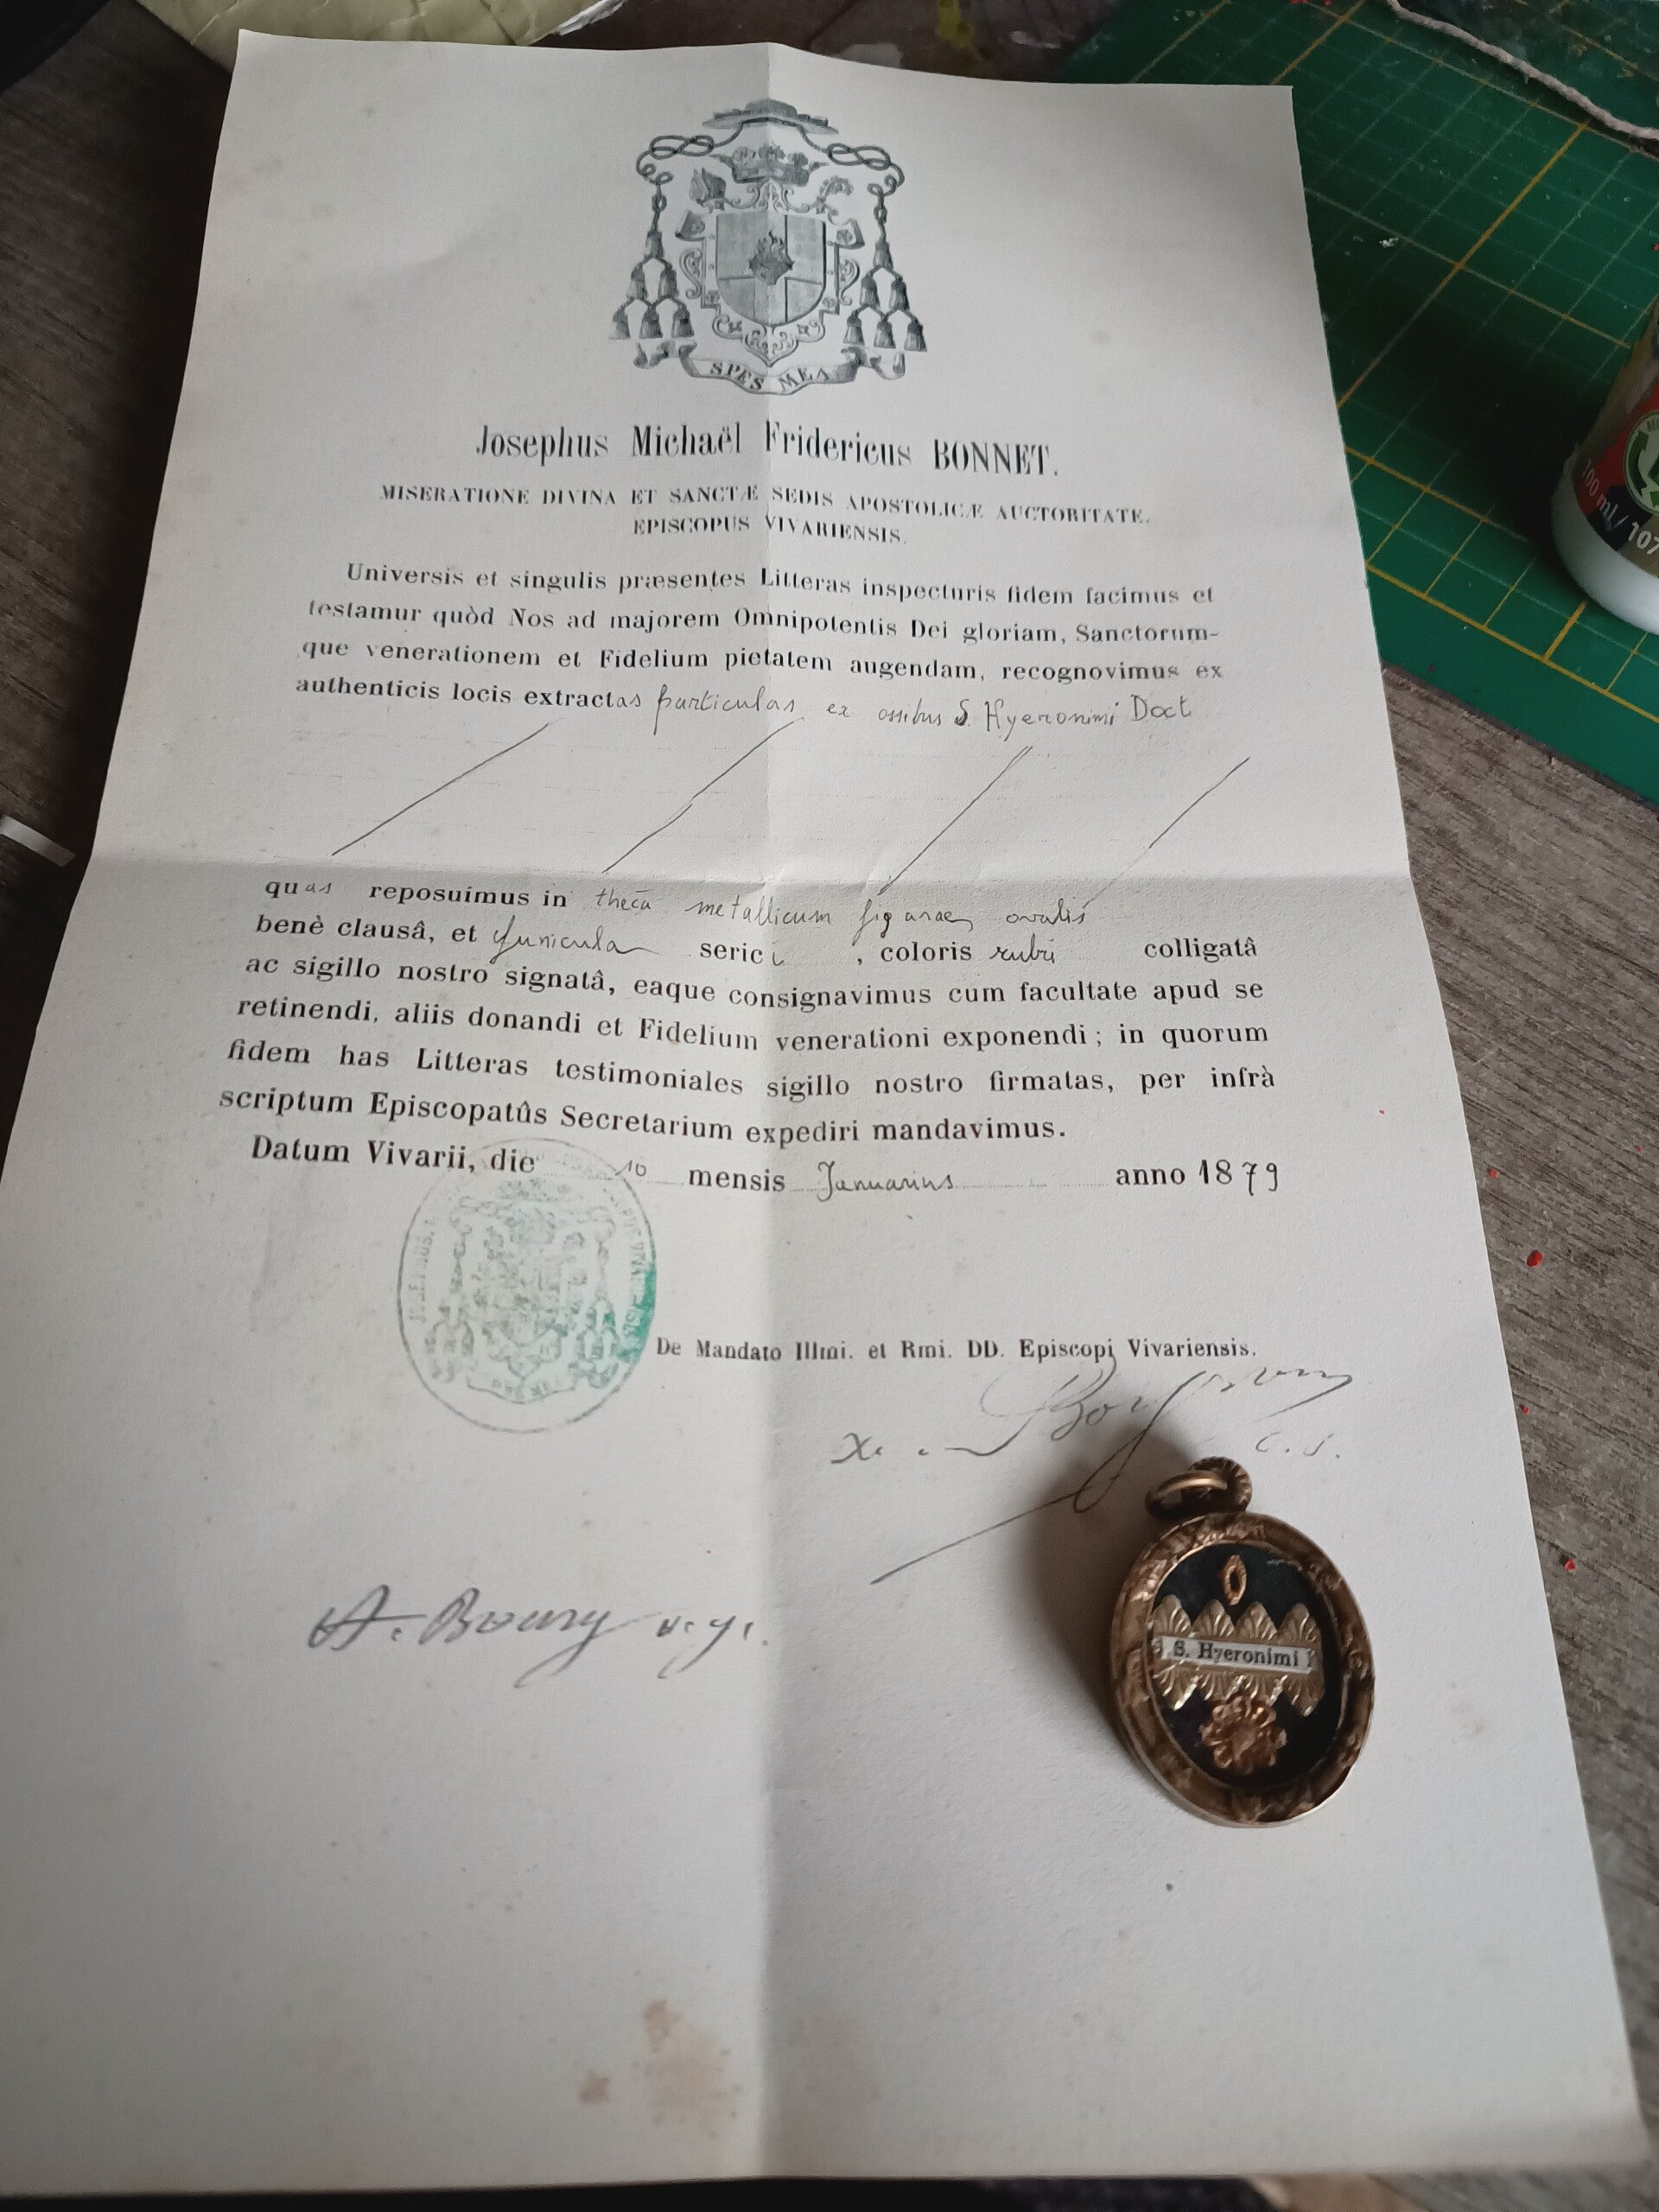 SPES MEA
Josephus Michaël Fridericus BONNET.
MISERATIONE DIVINA ET SANCTÆ SEDIS APOSTOLICÆ AUCTORITATE.
EPISCOPUS VIVARIENSIS.
Universis et singulis præsentes Litteras inspecturis fidem facimus et
testamur quòd Nos ad majorem Omnipotentis Dei gloriam, Sanctorum-
que venerationem et Fidelium pietatem augendam, recognovimus ex
authenticis locis extractas particulas ex ossibus S. Hyeronimi Doct
quas reposuimus in thecâ metallicum figurae ovalis
benè clausâ, et funicula serici, coloris rubri colligatâ
ac sigillo nostro signatâ, eaque consignavimus cum facultate apud se
retinendi, aliis donandi et Fidelium venerationi exponendi ; in quorum
fidem has Litteras testimoniales sigillo nostro firmatas, per infrà
scriptum Episcopatûs Secretarium expediri mandavimus.
Datum Vivarii, die 10 mensis Januarius anno 1879
De Mandato Illmi. et Rmi. DD. Episcopi Vivariensis.
c. s.
A. v. g.
S. Hyeronimi
100 ml / 107